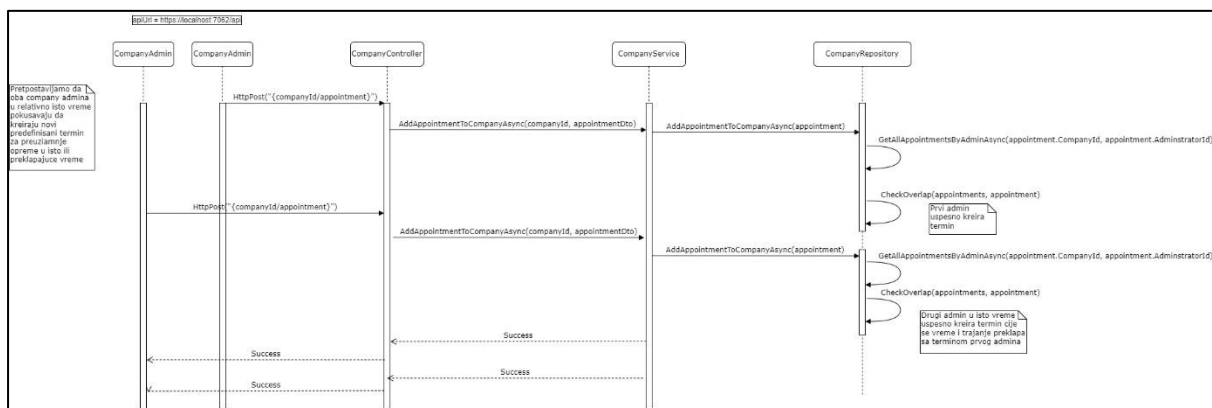 apiUrl = https://localhost:7062/api
CompanyAdmin
CompanyAdmin
CompanyController
CompanyService
CompanyRepository
Pretpostavljamo da
oba company admina
u relativno isto vreme
pokusavaju da
kreiraju novi
predefinisani termin
za preuzimanje
opreme u isto ili
preklapajuce vreme
HttpPost("{companyId/appointment}")
AddAppointmentToCompanyAsync(companyId, appointmentDto)
AddAppointmentToCompanyAsync(appointment)
GetAllAppointmentsByAdminAsync(appointment.CompanyId, appointment.AdminstratorId)
CheckOverlap(appointments, appointment)
Prvi admin
uspesno kreira
termin
HttpPost("{companyId/appointment}")
AddAppointmentToCompanyAsync(companyId, appointmentDto)
AddAppointmentToCompanyAsync(appointment)
GetAllAppointmentsByAdminAsync(appointment.CompanyId, appointment.AdminstratorId)
CheckOverlap(appointments, appointment)
Drugi admin u isto vreme
uspesno kreira termin cije
se vreme i trajanje preklapa
sa terminom prvog admina
Success
Success
Success
Success